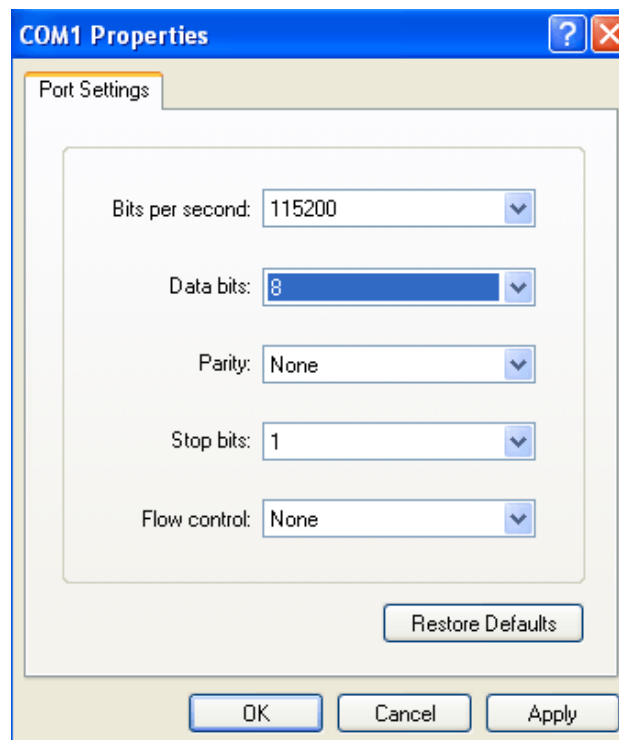 COM1 Properties
Port Settings
Bits per second: 115200
Data bits: 8
Parity: None
Stop bits: 1
Flow control: None
Restore Defaults
OK Cancel Apply